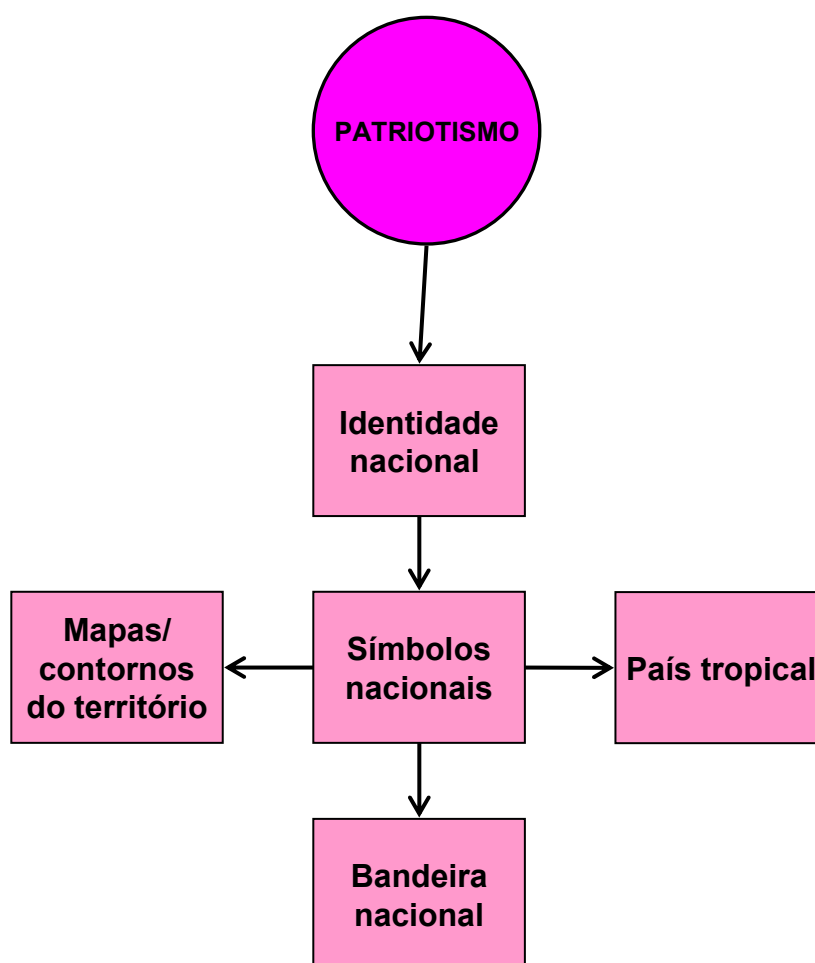 PATRIOTISMO
Identidade
nacional
Mapas/
contornos
do território
Símbolos
nacionais
País tropical
Bandeira
nacional